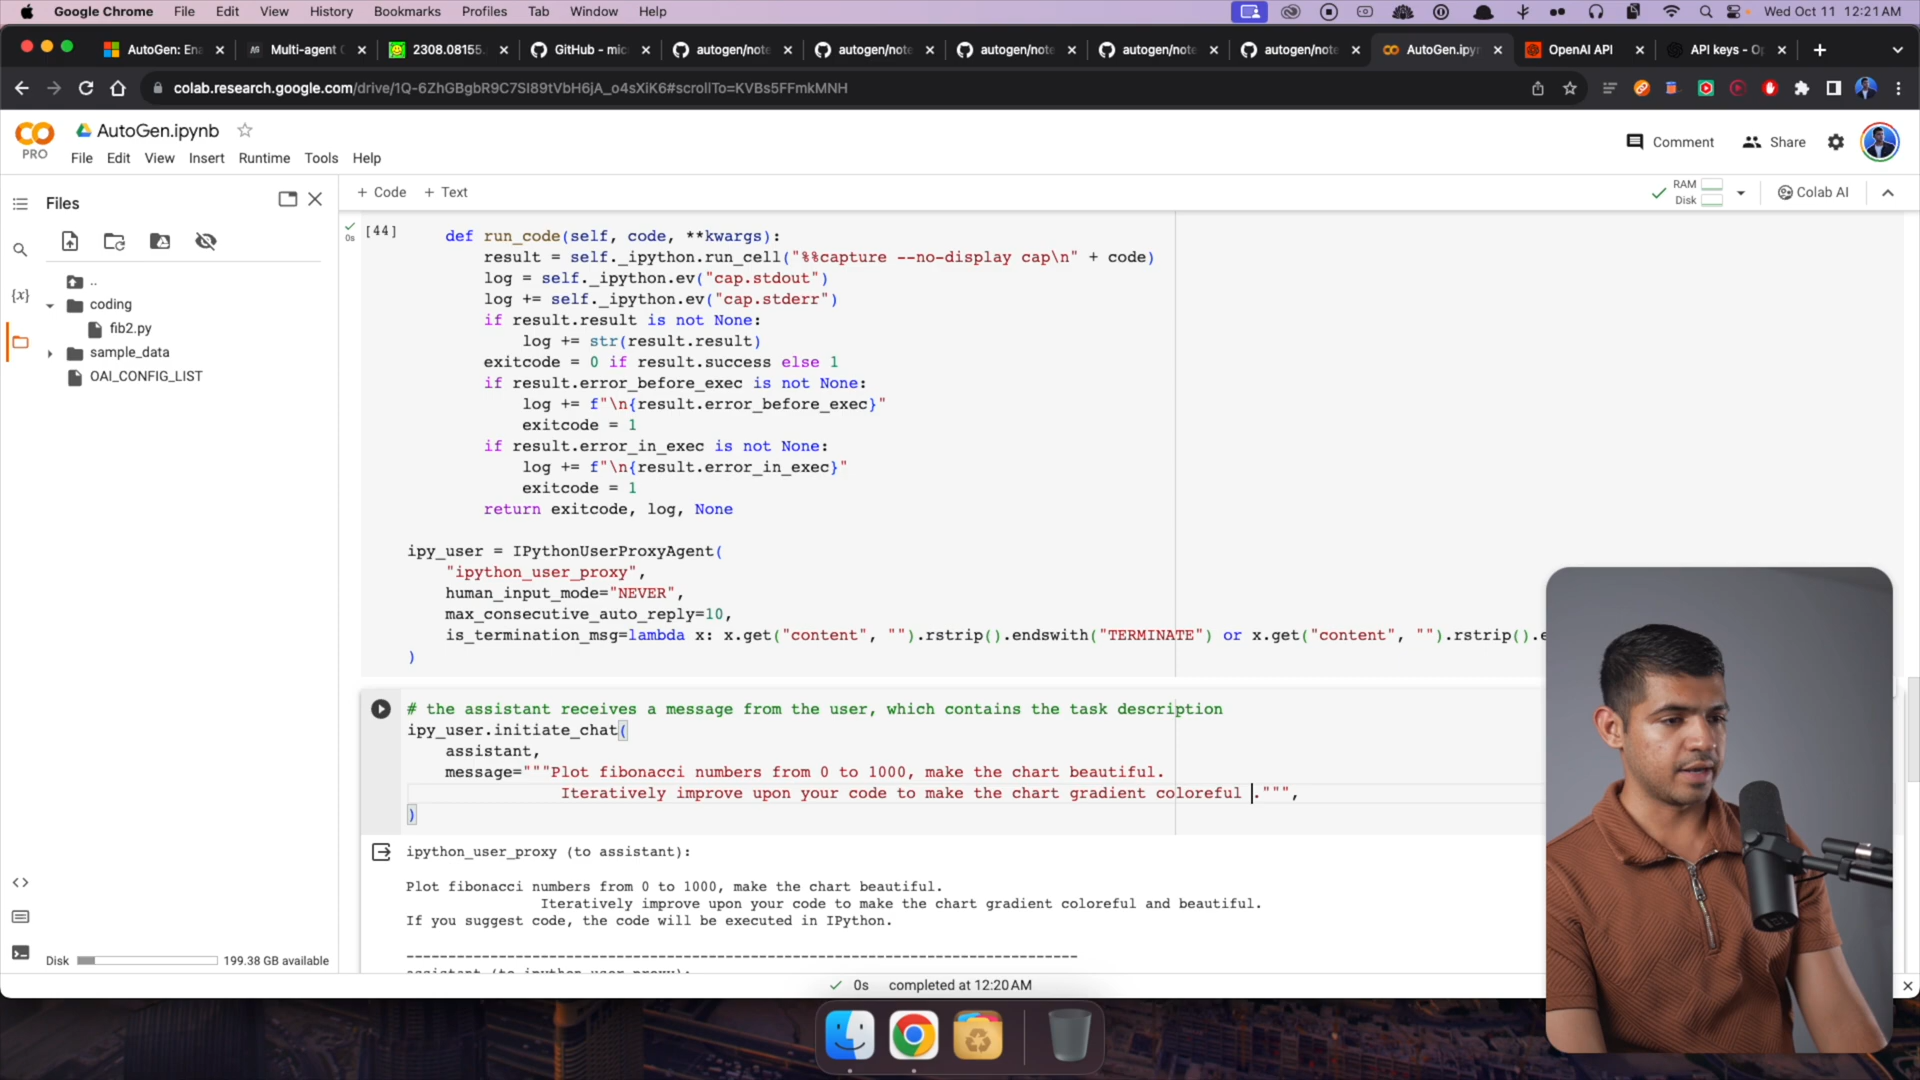 Google Chrome File Edit View History Bookmarks Profiles Tab Window Help Wed Oct 11 12:21 AM
AutoGen: Ena Multi-agent 2308.08155. GitHub - mic autogen/note autogen/note autogen/note autogen/note autogen/note AutoGen.ipyn OpenAI API API keys - Op
colab.research.google.com/drive/1Q-6ZhGBgbR9C7SI89tVbH6jA_o4sXiK6#scrollTo=KVBs5FFmkMNH
CO PRO AutoGen.ipynb
File Edit View Insert Runtime Tools Help
Comment Share
Files
+ Code + Text
RAM
Disk
Colab AI
..
coding
fib2.py
sample_data
OAI_CONFIG_LIST
{x}
Disk 199.38 GB available
0s
[44]
def run_code(self, code, **kwargs):
result = self._ipython.run_cell("%%capture --no-display cap\n" + code)
log = self._ipython.ev("cap.stdout")
log += self._ipython.ev("cap.stderr")
if result.result is not None:
log += str(result.result)
exitcode = 0 if result.success else 1
if result.error_before_exec is not None:
log += f"\n{result.error_before_exec}"
exitcode = 1
if result.error_in_exec is not None:
log += f"\n{result.error_in_exec}"
exitcode = 1
return exitcode, log, None
ipy_user = IPythonUserProxyAgent(
"ipython_user_proxy",
human_input_mode="NEVER",
max_consecutive_auto_reply=10,
is_termination_msg=lambda x: x.get("content", "").rstrip().endswith("TERMINATE") or x.get("content", "").rstrip().e
)
# the assistant receives a message from the user, which contains the task description
ipy_user.initiate_chat(
assistant,
message="""Plot fibonacci numbers from 0 to 1000, make the chart beautiful.
Iteratively improve upon your code to make the chart gradient coloreful .""",
)
ipython_user_proxy (to assistant):
Plot fibonacci numbers from 0 to 1000, make the chart beautiful.
Iteratively improve upon your code to make the chart gradient coloreful and beautiful.
If you suggest code, the code will be executed in IPython.
--------------------------------------------------------------------------------
assistant (to ipython_user_proxy):
0s completed at 12:20 AM